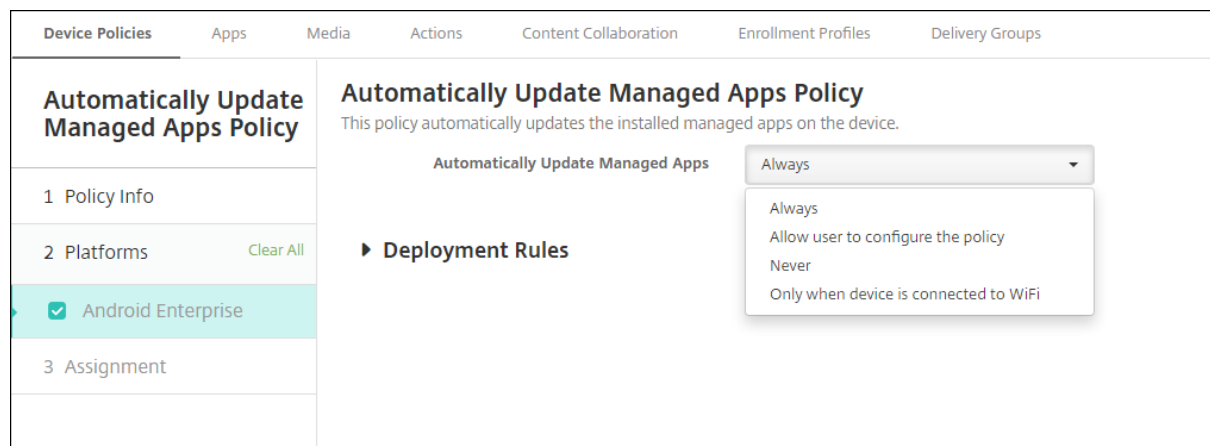 Device Policies Apps Media Actions Content Collaboration Enrollment Profiles Delivery Groups
Automatically Update
Managed Apps Policy
1 Policy Info
2 Platforms Clear All
Android Enterprise
3 Assignment
Automatically Update Managed Apps Policy
This policy automatically updates the installed managed apps on the device.
Automatically Update Managed Apps Always
Always
Allow user to configure the policy
Never
Only when device is connected to WiFi
Deployment Rules